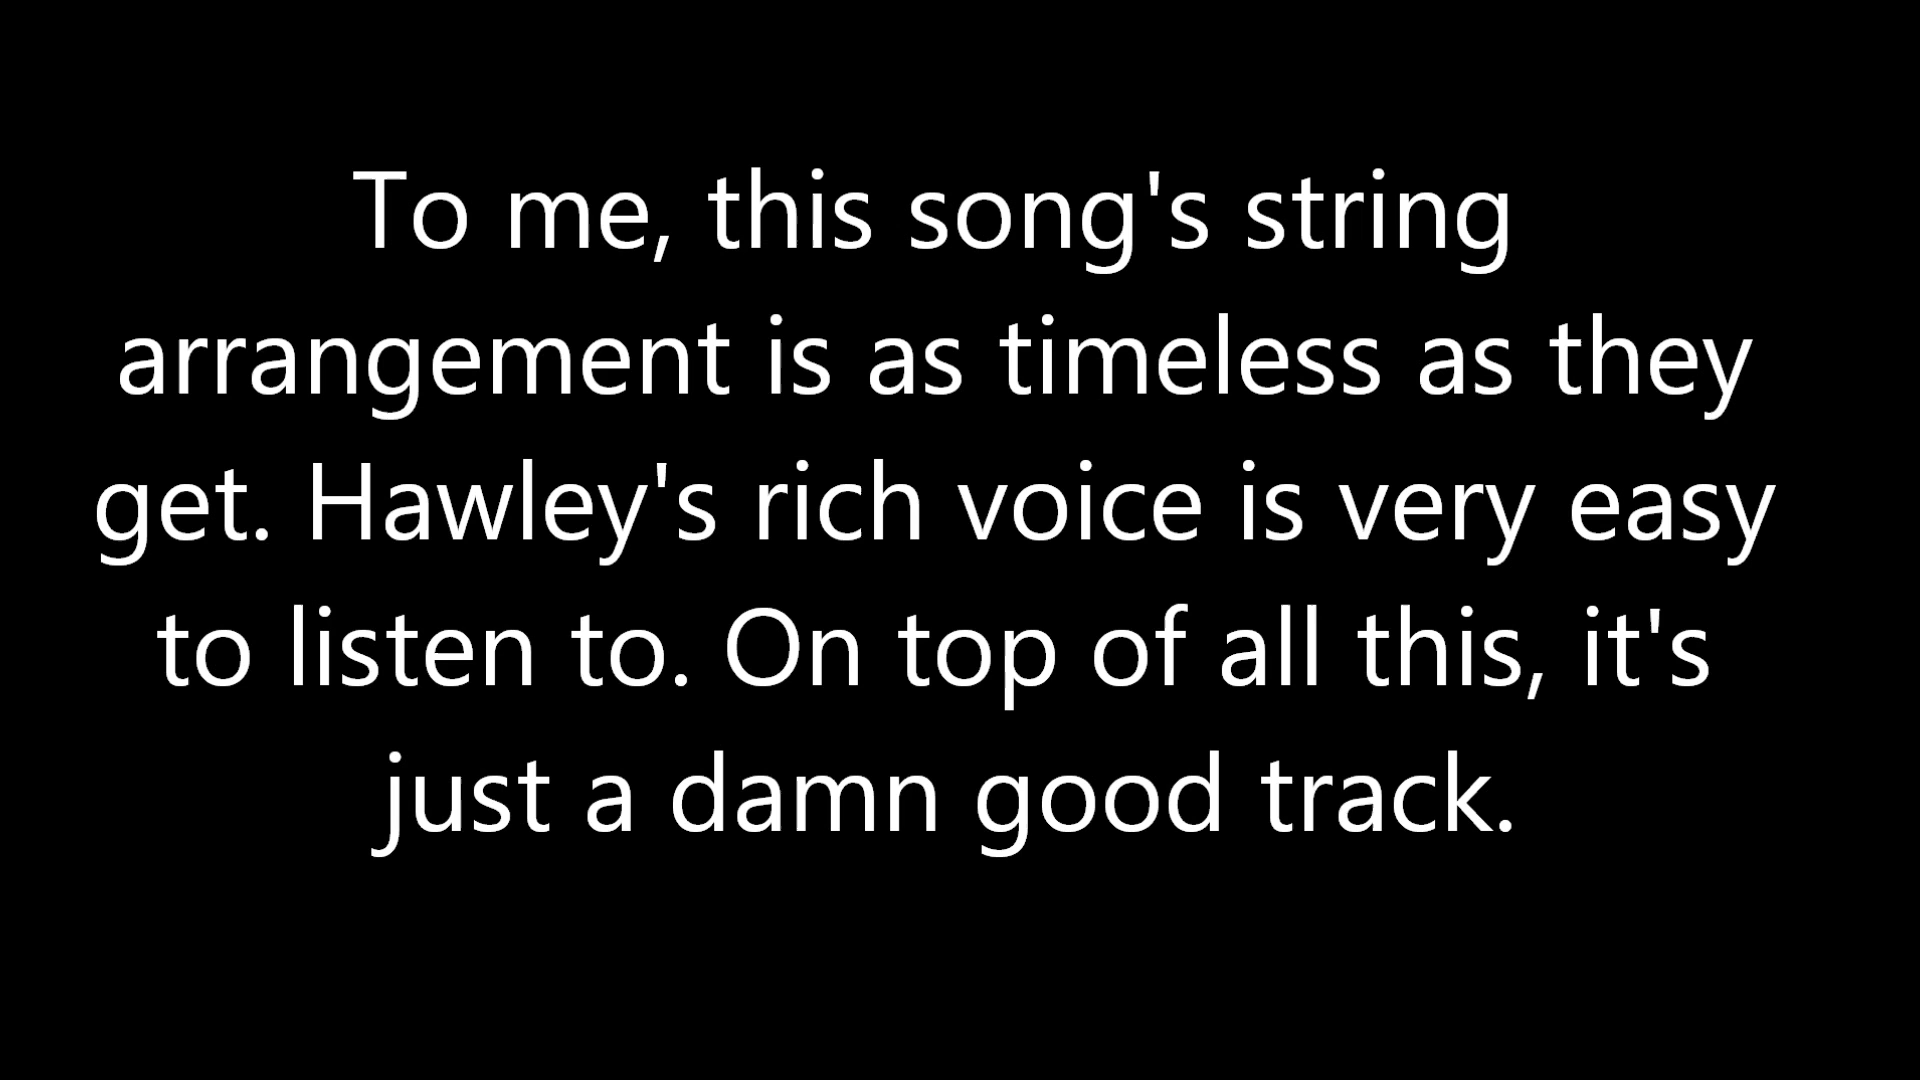 To me, this song's string
arrangement is as timeless as they
get. Hawley's rich voice is very easy
to listen to. On top of all this, it's
just a damn good track.